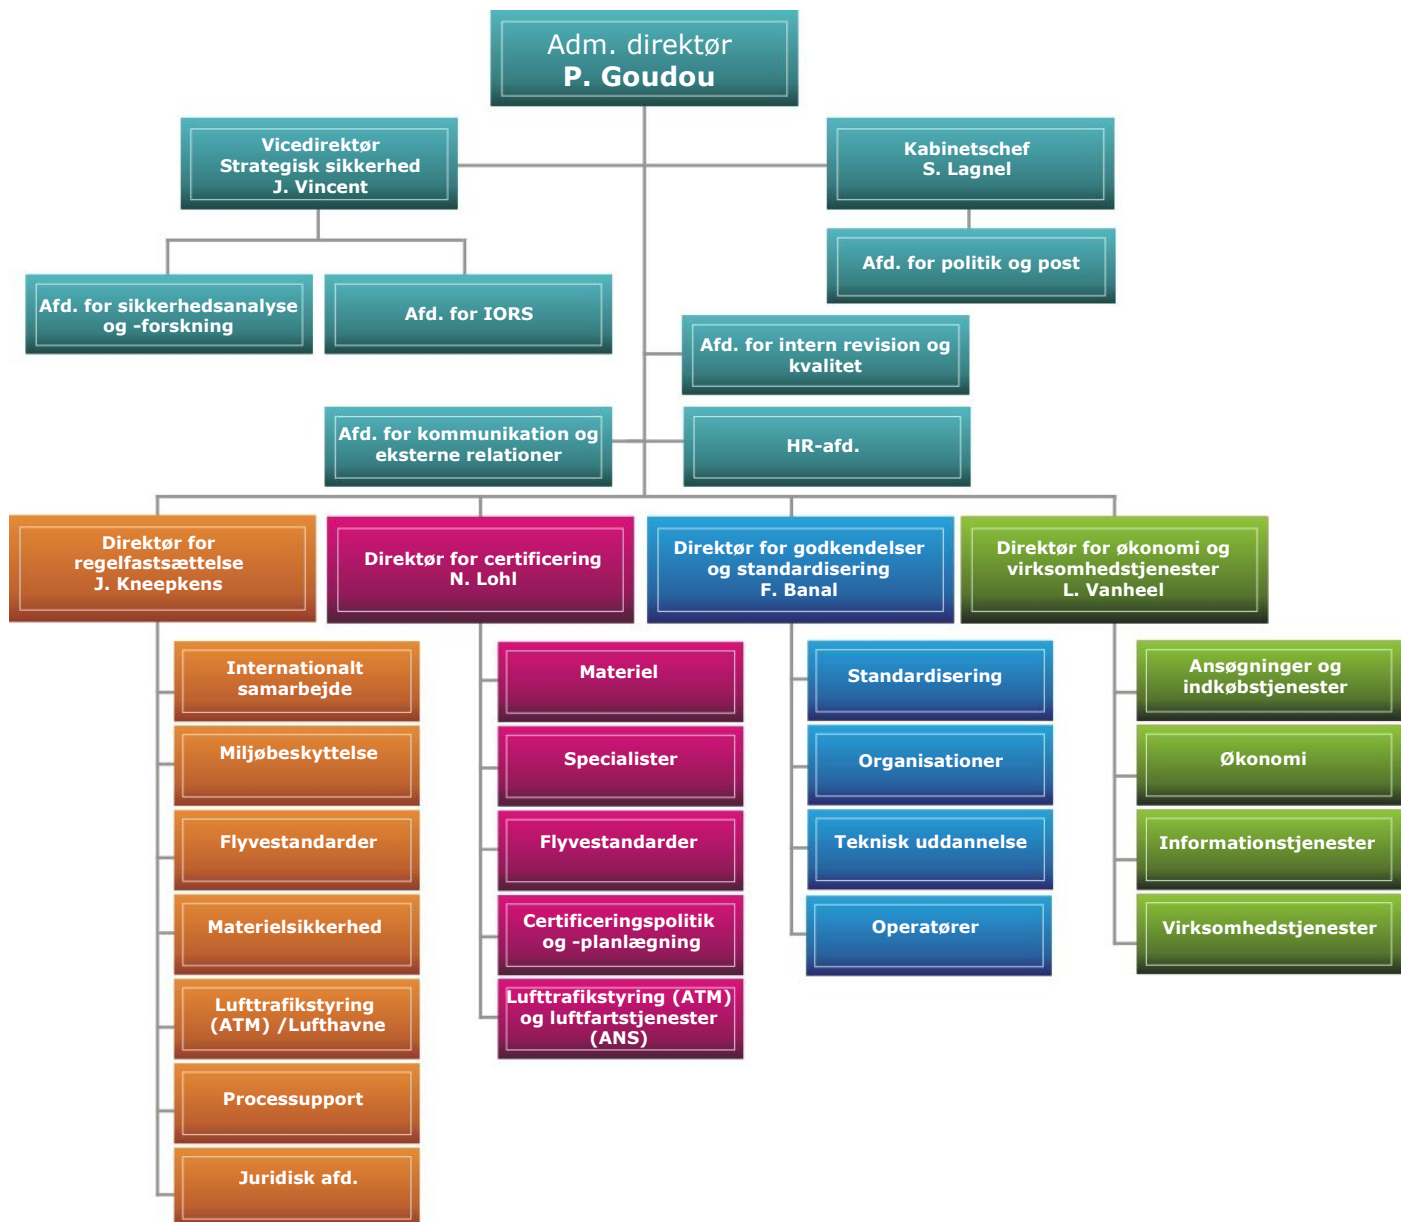 Adm. direktør
P. Goudou
Vicedirektør
Strategisk sikkerhed
J. Vincent
Kabinetschef
S. Lagnel
Afd. for politik og post
Afd. for sikkerhedsanalyse
og -forskning
Afd. for IORS
Afd. for intern revision og
kvalitet
Afd. for kommunikation og
eksterne relationer
HR-afd.
Direktør for
regelfastsættelse
J. Kneepkens
Direktør for certificering
N. Lohl
Direktør for godkendelser
og standardisering
F. Banal
Direktør for økonomi og
virksomhedstjenester
L. Vanheel
Internationalt
samarbejde
Miljøbeskyttelse
Flyvestandarder
Materielsikkerhed
Lufttrafikstyring
(ATM) /Lufthavne
Processupport
Juridisk afd.
Materiel
Specialister
Flyvestandarder
Certificeringspolitik
og -planlægning
Lufttrafikstyring (ATM)
og luftfartstjenester
(ANS)
Standardisering
Organisationer
Teknisk uddannelse
Operatører
Ansøgninger og
indkøbstjenester
Økonomi
Informationstjenester
Virksomhedstjenester